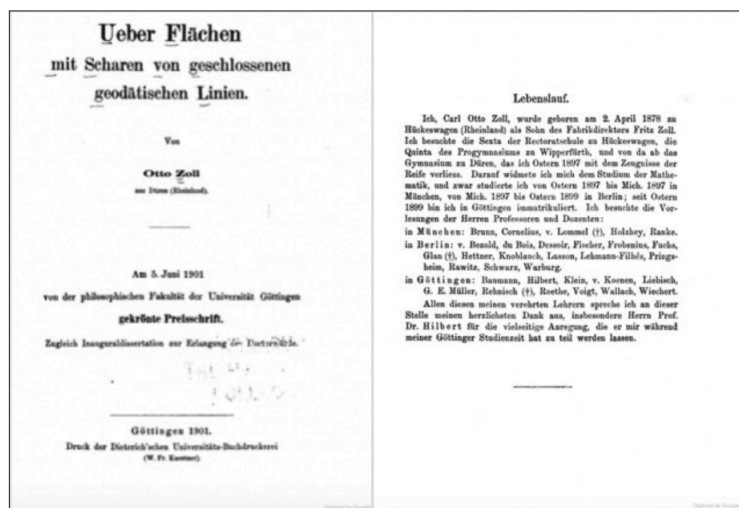 Ueber Flächen
mit Scharen von geschlossenen
geodätischen Linien.
Von
Otto Zoll
aus Düren (Rheinland).
Am 5. Juni 1901
von der philosophischen Fakultät der Universität Göttingen
gekrönte Preisschrift.
Zugleich Inauguraldissertation zur Erlangung der Doctorwürde.
Göttingen 1901.
Druck der Dieterich'schen Universitäts-Buchdruckerei
(W. Fr. Kaestner).
Lebenslauf.
Ich, Carl Otto Zoll, wurde geboren am 2. April 1878 zu
Hückeswagen (Rheinland) als Sohn des Fabrikdirektors Fritz Zoll.
Ich besuchte die Sexta der Rectoratschule zu Hückeswagen, die
Quinta des Progymnasiums zu Wipperfürth, und von da ab das
Gymnasium zu Düren, das ich Ostern 1897 mit dem Zeugnisse der
Reife verliess. Darauf widmete ich mich dem Studium der Mathe-
matik, und zwar studierte ich von Ostern 1897 bis Mich. 1897 in
München, von Mich. 1897 bis Ostern 1899 in Berlin; seit Ostern
1899 bin ich in Göttingen immatrikuliert. Ich besuchte die Vor-
lesungen der Herren Professoren und Dozenten:
in München: Brunn, Cornelius, v. Lommel (†), Holzhey, Ranke.
in Berlin: v. Bezold, du Bois, Dessoir, Fischer, Frobenius, Fuchs,
Glan (†), Hettner, Knoblauch, Lasson, Lehmann-Filhés, Prings-
heim, Rawitz, Schwarz, Warburg.
in Göttingen: Baumann, Hilbert, Klein, v. Koenen, Liebisch,
G. E. Müller, Rehnisch (†), Roethe, Voigt, Wallach, Wiechert.
Allen diesen meinen verehrten Lehrern spreche ich an dieser
Stelle meinen herzlichsten Dank aus, insbesondere Herrn Prof.
Dr. Hilbert für die vielseitige Anregung, die er mir während
meiner Göttinger Studienzeit hat zu teil werden lassen.